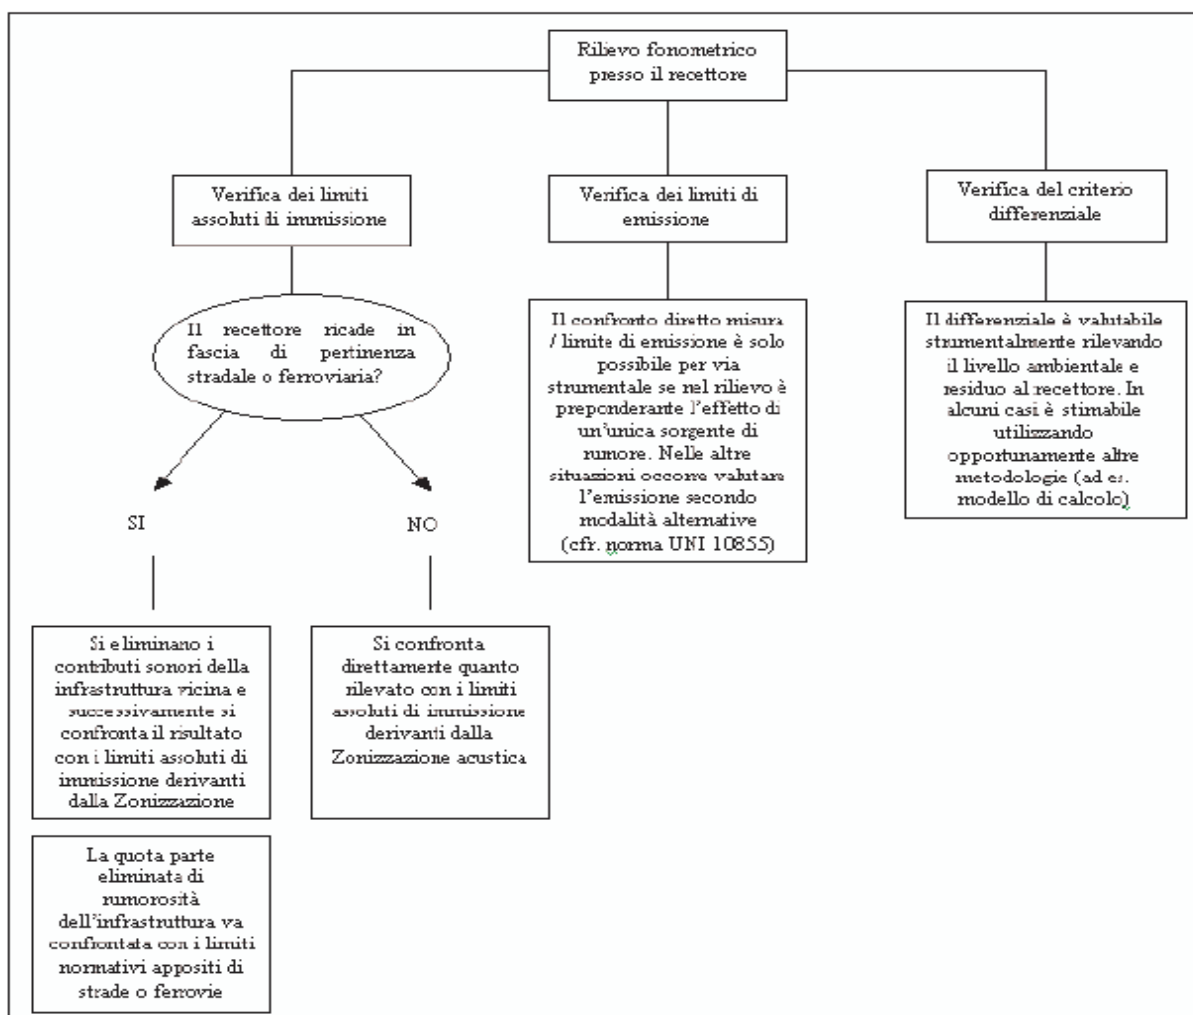 Rilievo fonometrico
presso il recettore
Verifica dei limiti
assoluti di immissione
Verifica dei limiti di
emissione
Verifica del criterio
differenziale
Il recettore ricade in
fascia di pertinenza
stradale o ferroviaria?
Il confronto diretto misura
/ limite di emissione è solo
possibile per via
strumentale se nel rilievo è
preponderante l'effetto di
un'unica sorgente di
rumore. Nelle altre
situazioni occorre valutare
l'emissione secondo
modalità alternative
(cfr. norma UNI 10855)
Il differenziale è valutabile
strumentalmente rilevando
il livello ambientale e
residuo al recettore. In
alcuni casi è stimabile
utilizzando
opportunamente altre
metodologie (ad es.
modello di calcolo)
SI
NO
Si eliminano i
contributi sonori della
infrastruttura vicina e
successivamente si
confronta il risultato
con i limiti assoluti di
immissione derivanti
dalla Zonizzazione
Si confronta
direttamente quanto
rilevato con i limiti
assoluti di immissione
derivanti dalla
Zonizzazione acustica
La quota parte
eliminata di
rumorosità
dell'infrastruttura va
confrontata con i limiti
normativi appositi di
strade o ferrovie